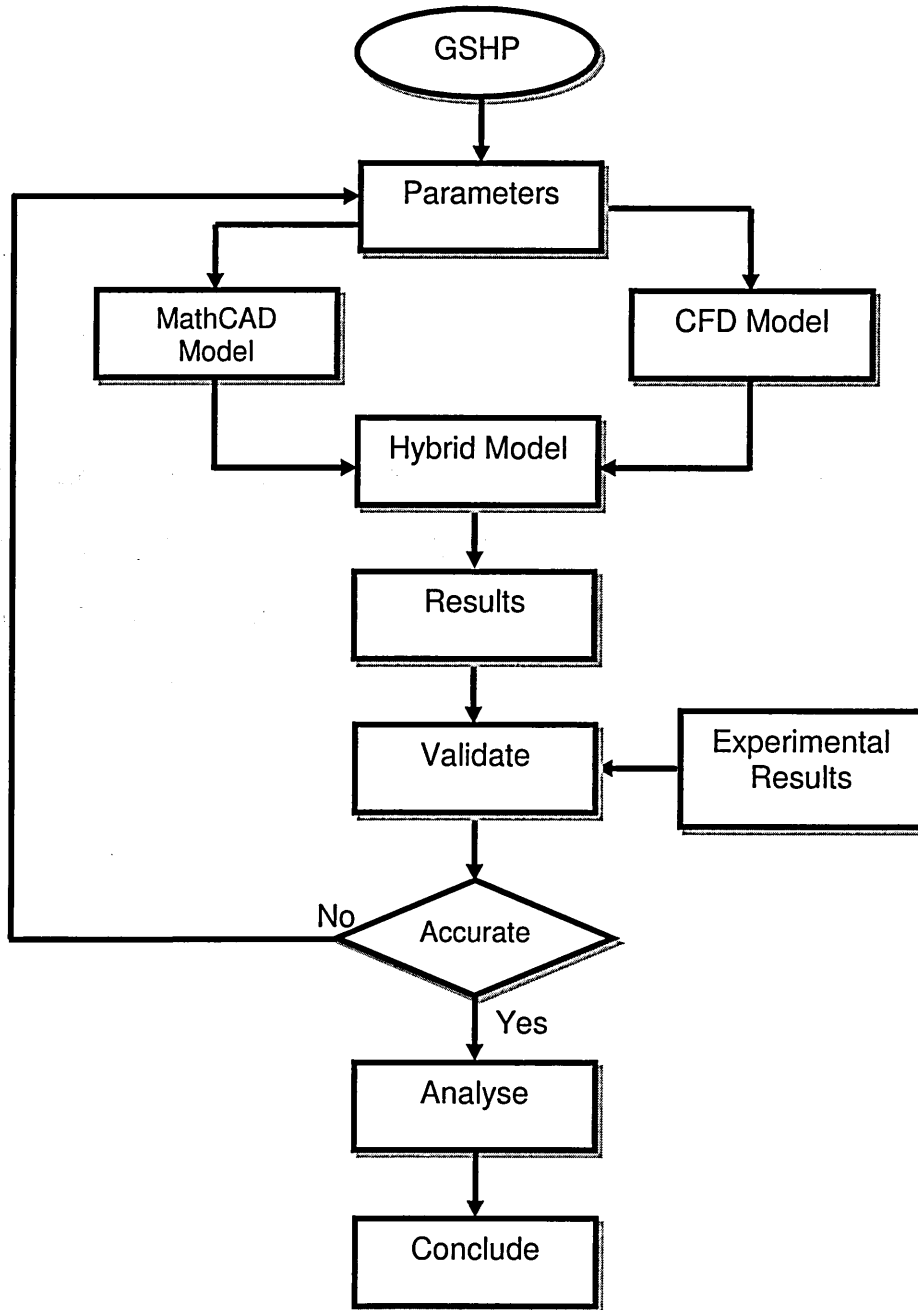 GSHP
Parameters
MathCAD
Model
CFD Model
Hybrid Model
Results
Validate
Experimental
Results
No
Accurate
Yes
Analyse
Conclude